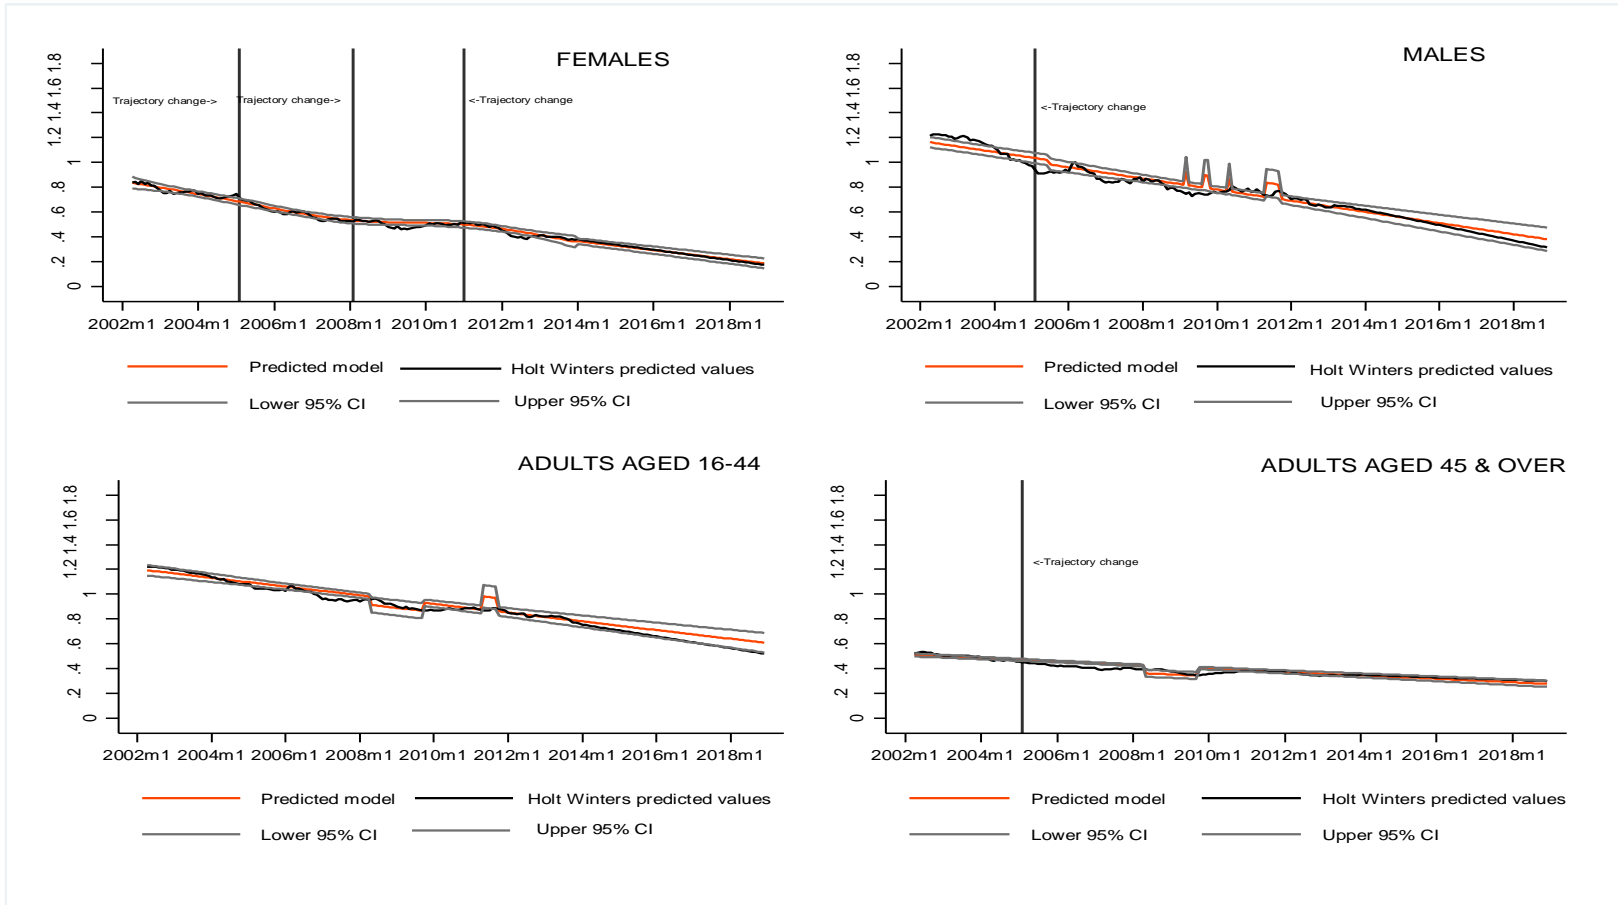 FEMALES
Trajectory change->
Trajectory change->
<-Trajectory change
0 .2 .4 .6 .8 1 1.2 1.4 1.6 1.8
2002m1 2004m1 2006m1 2008m1 2010m1 2012m1 2014m1 2016m1 2018m1
Predicted model
Holt Winters predicted values
Lower 95% CI
Upper 95% CI
MALES
<-Trajectory change
0 .2 .4 .6 .8 1 1.2 1.4 1.6 1.8
2002m1 2004m1 2006m1 2008m1 2010m1 2012m1 2014m1 2016m1 2018m1
Predicted model
Holt Winters predicted values
Lower 95% CI
Upper 95% CI
ADULTS AGED 16-44
0 .2 .4 .6 .8 1 1.2 1.4 1.6 1.8
2002m1 2004m1 2006m1 2008m1 2010m1 2012m1 2014m1 2016m1 2018m1
Predicted model
Holt Winters predicted values
Lower 95% CI
Upper 95% CI
ADULTS AGED 45 & OVER
<-Trajectory change
0 .2 .4 .6 .8 1 1.2 1.4 1.6 1.8
2002m1 2004m1 2006m1 2008m1 2010m1 2012m1 2014m1 2016m1 2018m1
Predicted model
Holt Winters predicted values
Lower 95% CI
Upper 95% CI